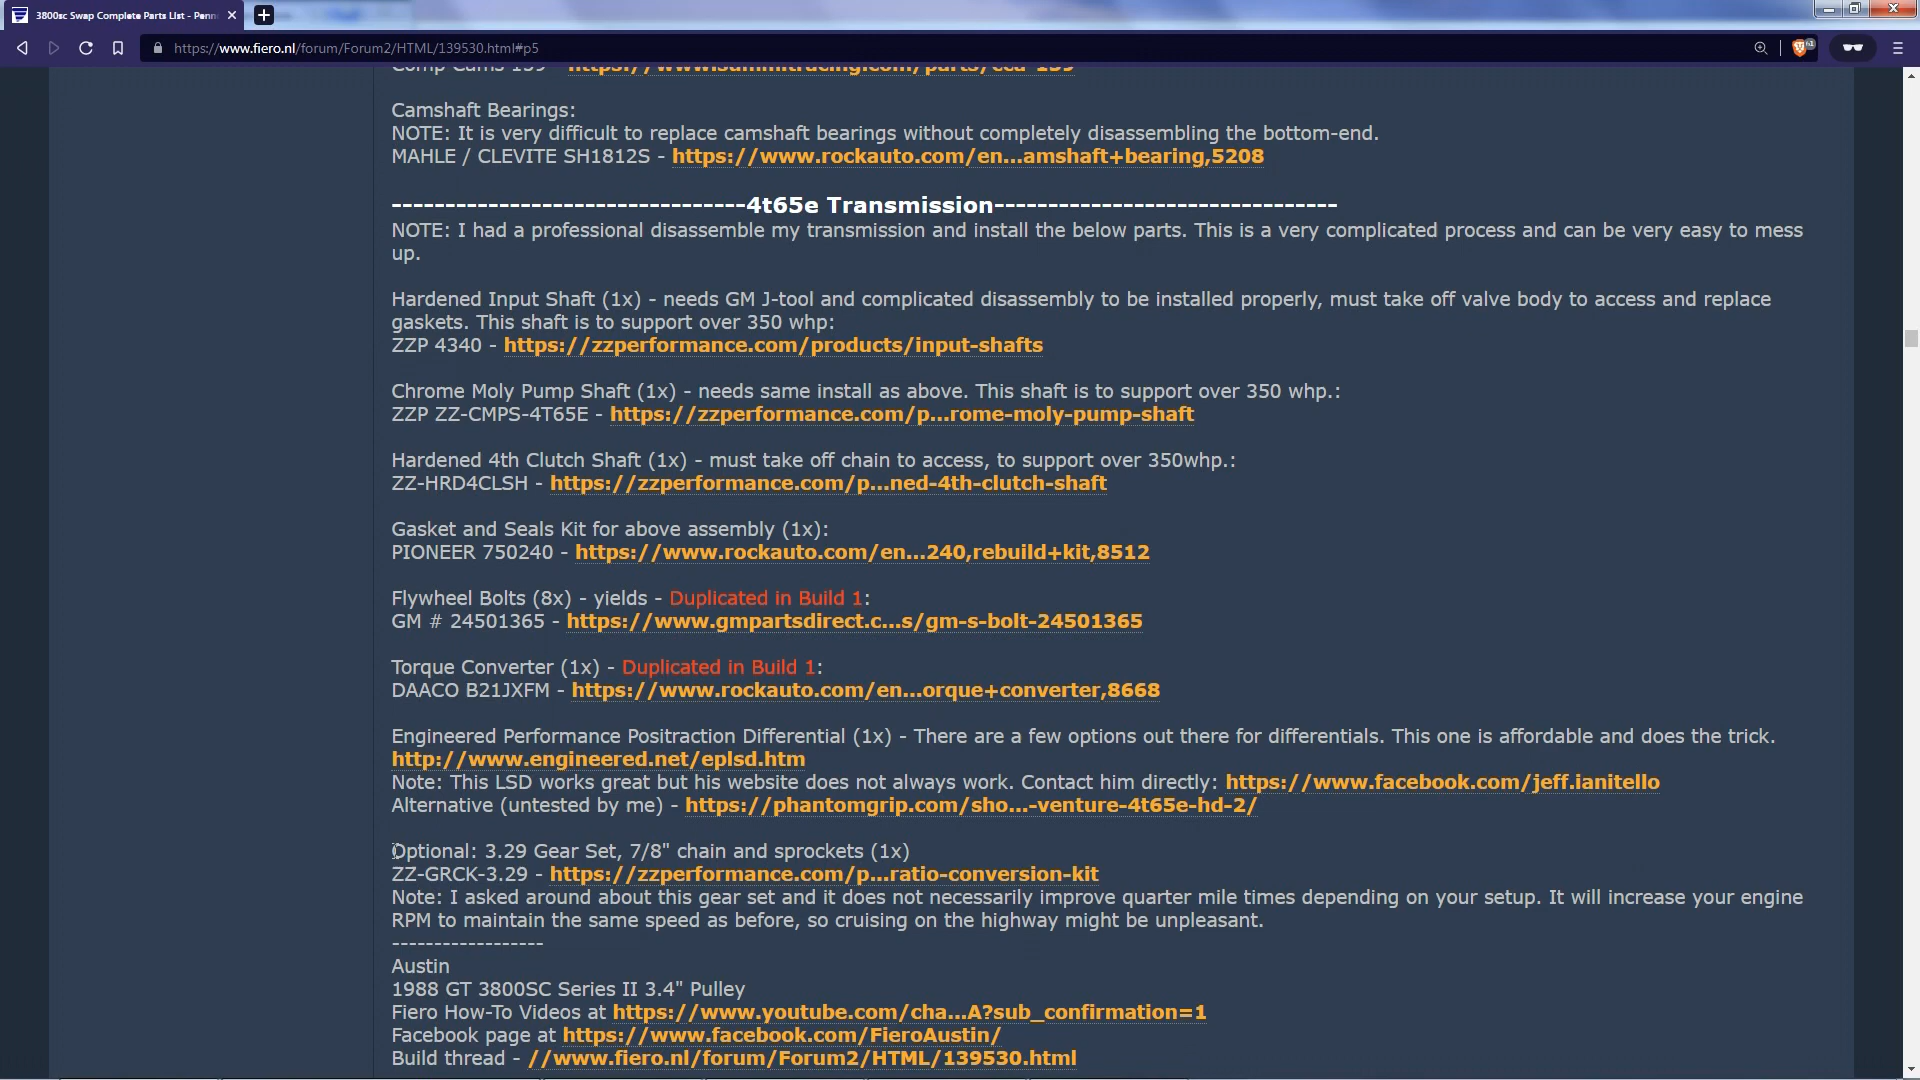 3800sc Swap Complete Parts List - Penn
https://www.fiero.nl/forum/Forum2/HTML/139530.html#p5
Comp Cams 159 - https://www.summitracing.com/parts/cca-159
Camshaft Bearings:
NOTE: It is very difficult to replace camshaft bearings without completely disassembling the bottom-end.
MAHLE / CLEVITE SH1812S - https://www.rockauto.com/en...amshaft+bearing,5208
---------------------------------4t65e Transmission--------------------------------
NOTE: I had a professional disassemble my transmission and install the below parts. This is a very complicated process and can be very easy to mess
up.
Hardened Input Shaft (1x) - needs GM J-tool and complicated disassembly to be installed properly, must take off valve body to access and replace
gaskets. This shaft is to support over 350 whp:
ZZP 4340 - https://zzperformance.com/products/input-shafts
Chrome Moly Pump Shaft (1x) - needs same install as above. This shaft is to support over 350 whp.:
ZZP ZZ-CMPS-4T65E - https://zzperformance.com/p...rome-moly-pump-shaft
Hardened 4th Clutch Shaft (1x) - must take off chain to access, to support over 350whp.:
ZZ-HRD4CLSH - https://zzperformance.com/p...ned-4th-clutch-shaft
Gasket and Seals Kit for above assembly (1x):
PIONEER 750240 - https://www.rockauto.com/en...240,rebuild+kit,8512
Flywheel Bolts (8x) - yields - Duplicated in Build 1:
GM # 24501365 - https://www.gmpartsdirect.c...s/gm-s-bolt-24501365
Torque Converter (1x) - Duplicated in Build 1:
DAACO B21JXFM - https://www.rockauto.com/en...orque+converter,8668
Engineered Performance Positraction Differential (1x) - There are a few options out there for differentials. This one is affordable and does the trick.
http://www.engineered.net/eplsd.htm
Note: This LSD works great but his website does not always work. Contact him directly: https://www.facebook.com/jeff.ianitello
Alternative (untested by me) - https://phantomgrip.com/sho...-venture-4t65e-hd-2/
Optional: 3.29 Gear Set, 7/8" chain and sprockets (1x)
ZZ-GRCK-3.29 - https://zzperformance.com/p...ratio-conversion-kit
Note: I asked around about this gear set and it does not necessarily improve quarter mile times depending on your setup. It will increase your engine
RPM to maintain the same speed as before, so cruising on the highway might be unpleasant.
------------------
Austin
1988 GT 3800SC Series II 3.4" Pulley
Fiero How-To Videos at https://www.youtube.com/cha...A?sub_confirmation=1
Facebook page at https://www.facebook.com/FieroAustin/
Build thread - //www.fiero.nl/forum/Forum2/HTML/139530.html